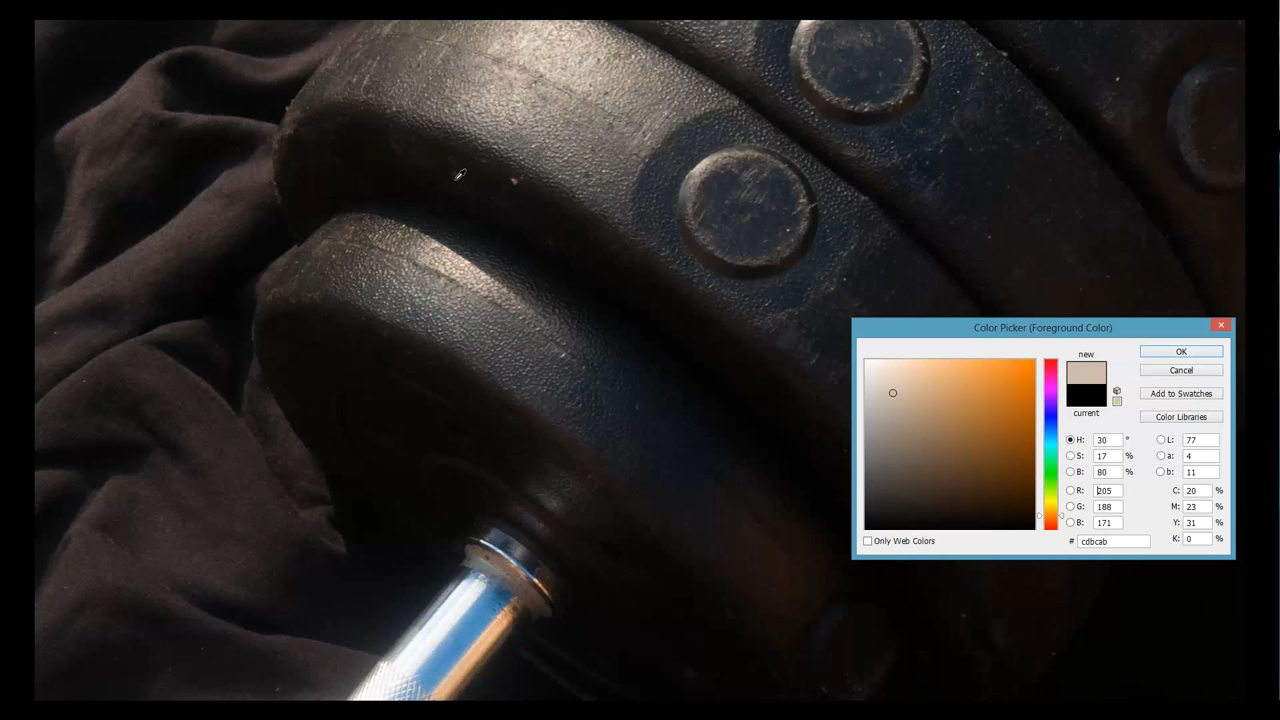 Color Picker (Foreground Color)
new
current
OK
Cancel
Add to Swatches
Color Libraries
H: 30 °
S: 17 %
B: 80 %
R: 205
G: 188
B: 171
L: 77
a: 4
b: 11
C: 20 %
M: 23 %
Y: 31 %
K: 0 %
Only Web Colors
# cdbcab